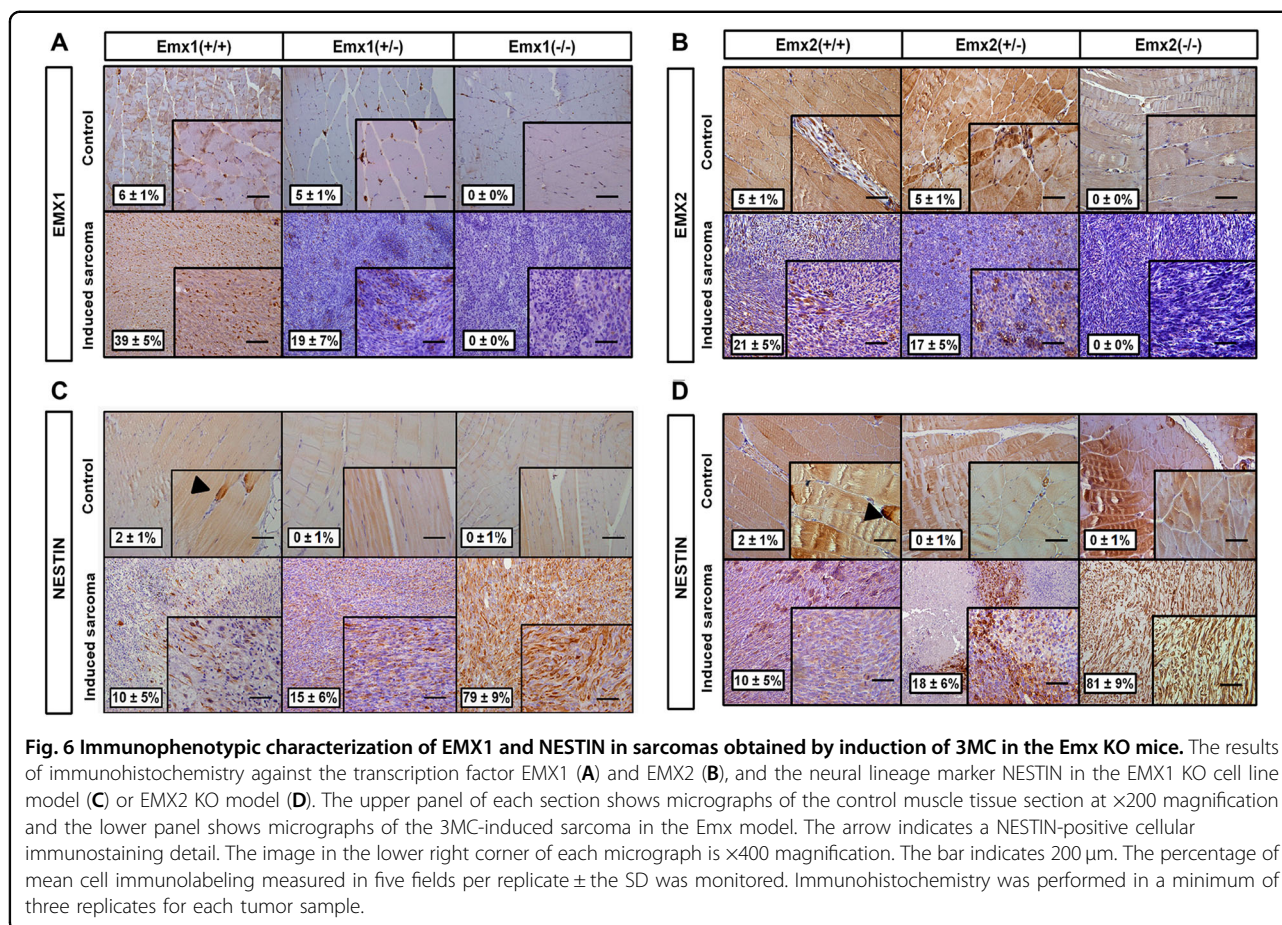 A
Emx1(+/+)
Emx1(+/-)
Emx1(-/-)
EMX1
Control
6 ± 1%
5 ± 1%
0 ± 0%
Induced sarcoma
39 ± 5%
19 ± 7%
0 ± 0%
B
Emx2(+/+)
Emx2(+/-)
Emx2(-/-)
EMX2
Control
5 ± 1%
5 ± 1%
0 ± 0%
Induced sarcoma
21 ± 5%
17 ± 5%
0 ± 0%
C
NESTIN
Control
2 ± 1%
0 ± 1%
0 ± 1%
Induced sarcoma
10 ± 5%
15 ± 6%
79 ± 9%
D
NESTIN
Control
2 ± 1%
0 ± 1%
0 ± 1%
Induced sarcoma
10 ± 5%
18 ± 6%
81 ± 9%
Fig. 6 Immunophenotypic characterization of EMX1 and NESTIN in sarcomas obtained by induction of 3MC in the Emx KO mice. The results
of immunohistochemistry against the transcription factor EMX1 (A) and EMX2 (B), and the neural lineage marker NESTIN in the EMX1 KO cell line
model (C) or EMX2 KO model (D). The upper panel of each section shows micrographs of the control muscle tissue section at ×200 magnification
and the lower panel shows micrographs of the 3MC-induced sarcoma in the Emx model. The arrow indicates a NESTIN-positive cellular
immunostaining detail. The image in the lower right corner of each micrograph is ×400 magnification. The bar indicates 200 μm. The percentage of
mean cell immunolabeling measured in five fields per replicate ± the SD was monitored. Immunohistochemistry was performed in a minimum of
three replicates for each tumor sample.